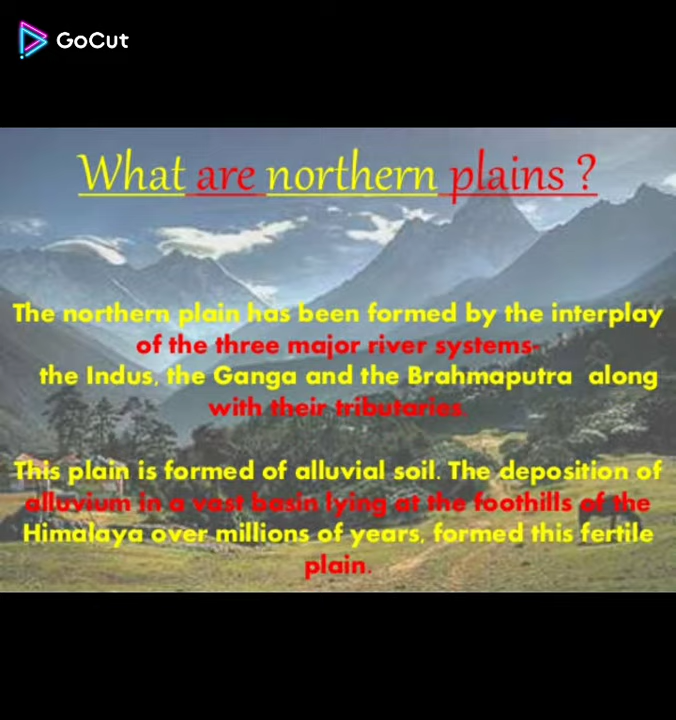 GoCut
What are northern plains ?
The northern plain has been formed by the interplay
of the three major river systems-
the Indus, the Ganga and the Brahmaputra along
with their tributaries.
This plain is formed of alluvial soil. The deposition of
alluvium in a vast basin lying at the foothills of the
Himalaya over millions of years, formed this fertile
plain.